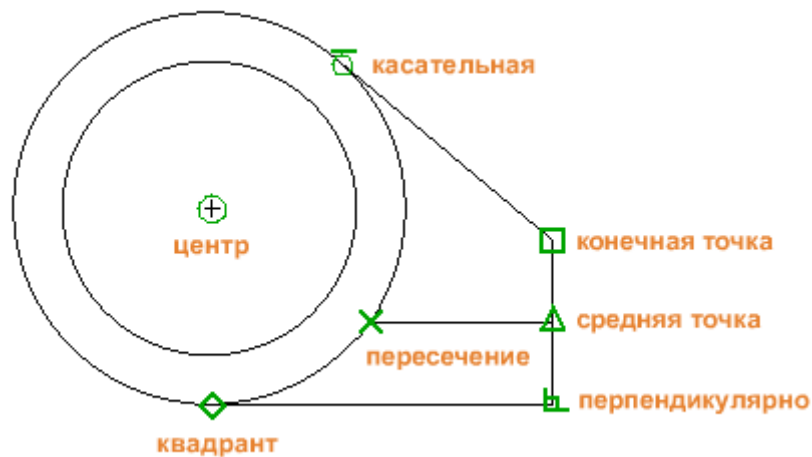 касательная
центр
конечная точка
средняя точка
пересечение
перпендикулярно
квадрант